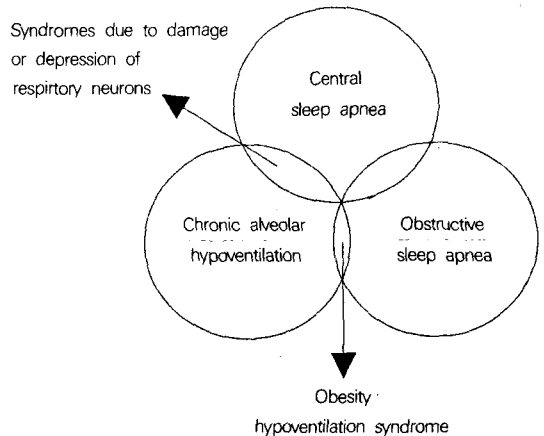 Syndromes due to damage
or depression of
respirtory neurons
Central
sleep apnea
Chronic alveolar
hypoventilation
Obstructive
sleep apnea
Obesity
hypoventilation syndrome